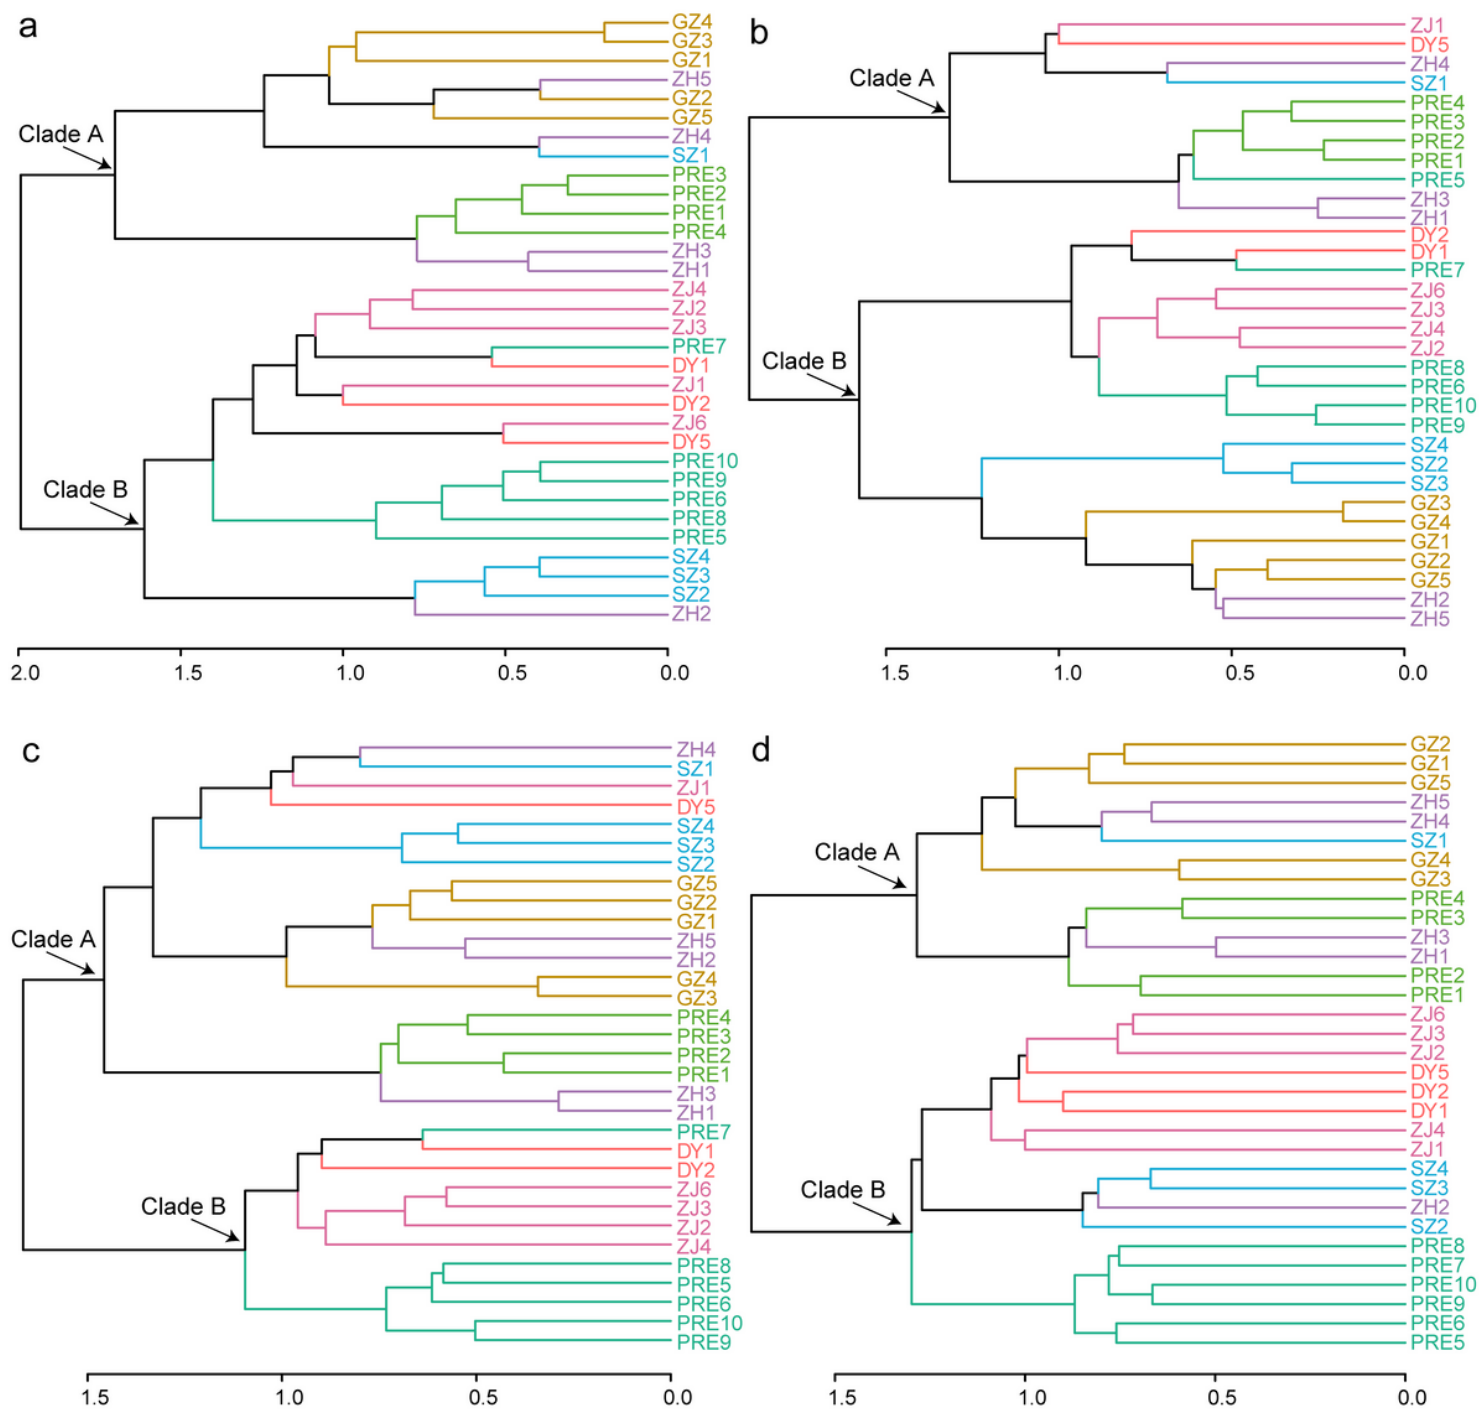 a
GZ4
GZ3
GZ1
ZH5
GZ2
GZ5
Clade A
ZH4
SZ1
PRE3
PRE2
PRE1
PRE4
ZH3
ZH1
ZJ4
ZJ2
ZJ3
PRE7
DY1
ZJ1
DY2
ZJ6
DY5
PRE10
Clade B
PRE9
PRE6
PRE8
PRE5
SZ4
SZ3
SZ2
ZH2
2.0 1.5 1.0 0.5 0.0
b
ZJ1
DY5
ZH4
Clade A
SZ1
PRE4
PRE3
PRE2
PRE1
PRE5
ZH3
ZH1
DY2
DY1
PRE7
ZJ6
ZJ3
ZJ4
ZJ2
Clade B
PRE8
PRE6
PRE10
PRE9
SZ4
SZ2
SZ3
GZ3
GZ4
GZ1
GZ2
GZ5
ZH2
ZH5
1.5 1.0 0.5 0.0
c
ZH4
SZ1
ZJ1
DY5
SZ4
SZ3
SZ2
GZ5
GZ2
GZ1
Clade A
ZH5
ZH2
GZ4
GZ3
PRE4
PRE3
PRE2
PRE1
ZH3
ZH1
PRE7
DY1
DY2
ZJ6
Clade B
ZJ3
ZJ2
ZJ4
PRE8
PRE5
PRE6
PRE10
PRE9
1.5 1.0 0.5 0.0
d
GZ2
GZ1
GZ5
ZH5
ZH4
SZ1
Clade A
GZ4
GZ3
PRE4
PRE3
ZH3
ZH1
PRE2
PRE1
ZJ6
ZJ3
ZJ2
DY5
DY2
DY1
ZJ4
ZJ1
SZ4
Clade B
SZ3
ZH2
SZ2
PRE8
PRE7
PRE10
PRE9
PRE6
PRE5
1.5 1.0 0.5 0.0